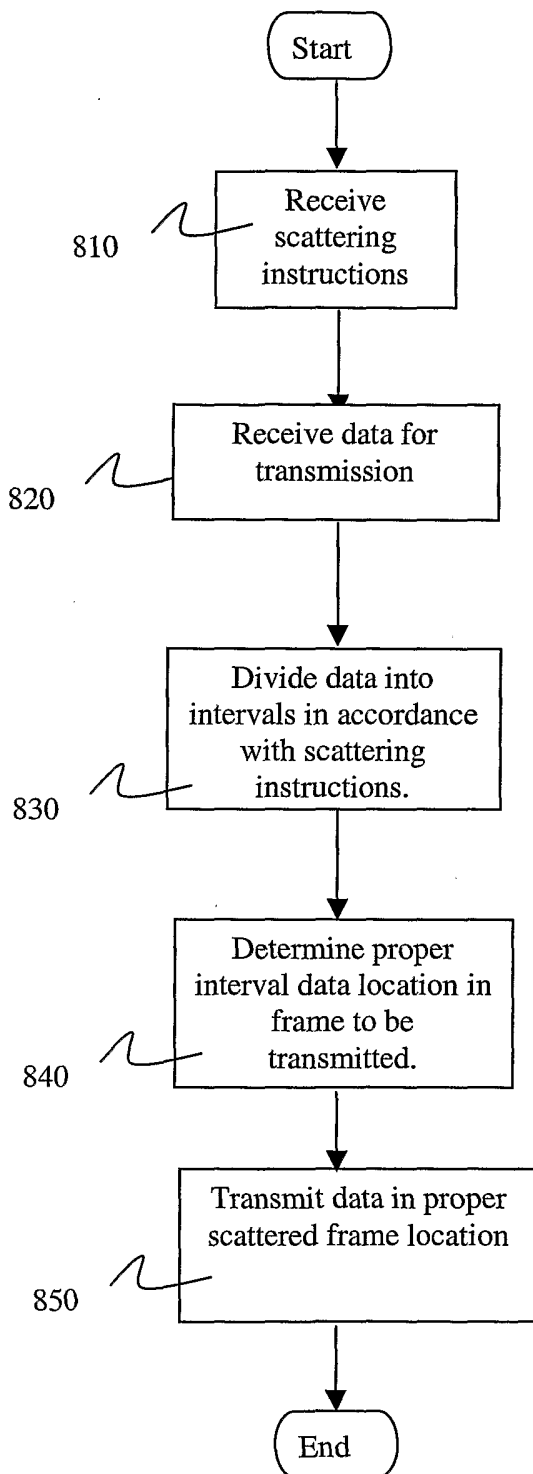 Start
Receive
scattering
instructions
810
Receive data for
transmission
820
Divide data into
intervals in accordance
with scattering
instructions.
830
Determine proper
interval data location in
frame to be
transmitted.
840
Transmit data in proper
scattered frame location
850
End